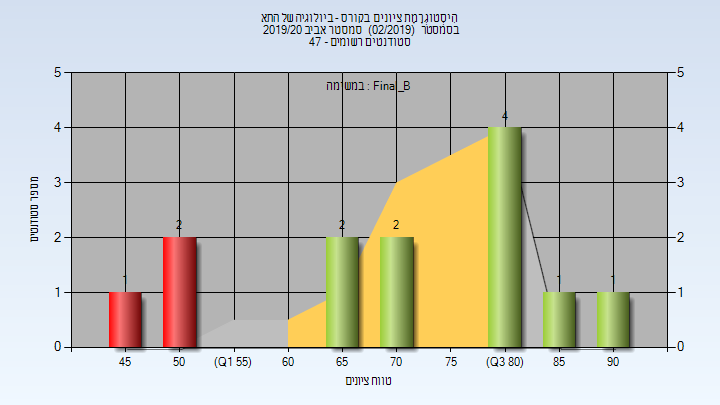 היסטוגרמת ציונים בקורס - ביולוגיה של התא
בסמסטר (02/2019) סמסטר אביב 2019/20
סטודנטים רשומים - 47
במשימה : Final_B
מספר סטודנטים
5 5
4 4
3 3
2 2
1 1
0 0
1 2 2 2 4 1 1
45 50 (Q1 55) 60 65 70 75 (Q3 80) 85 90
טווח ציונים